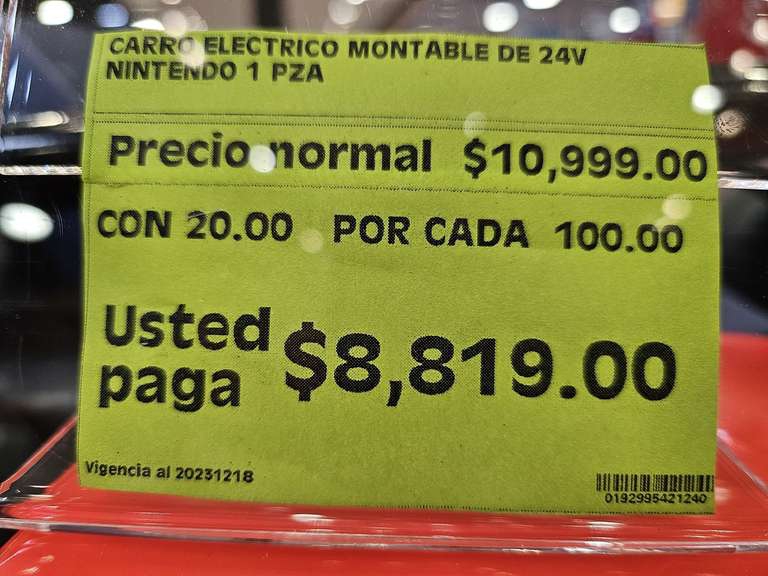 CARRO ELECTRICO MONTABLE DE 24V
NINTENDO 1 PZA
Precio normal $10,999.00
CON 20.00 POR CADA 100.00
Usted
paga $8,819.00
Vigencia al 20231218
0192995421240